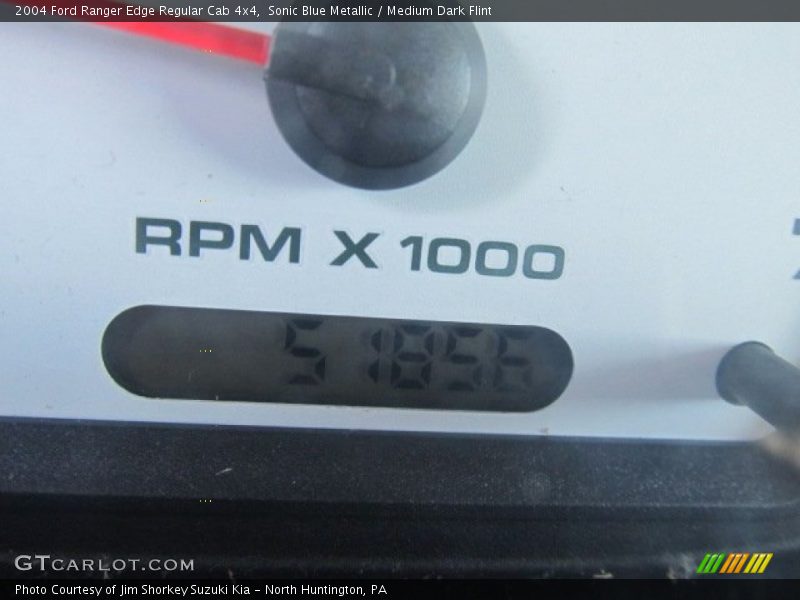 2004 Ford Ranger Edge Regular Cab 4x4, Sonic Blue Metallic / Medium Dark Flint
RPM X 1000
51856
GTCARLOT.COM
Photo Courtesy of Jim Shorkey Suzuki Kia - North Huntington, PA